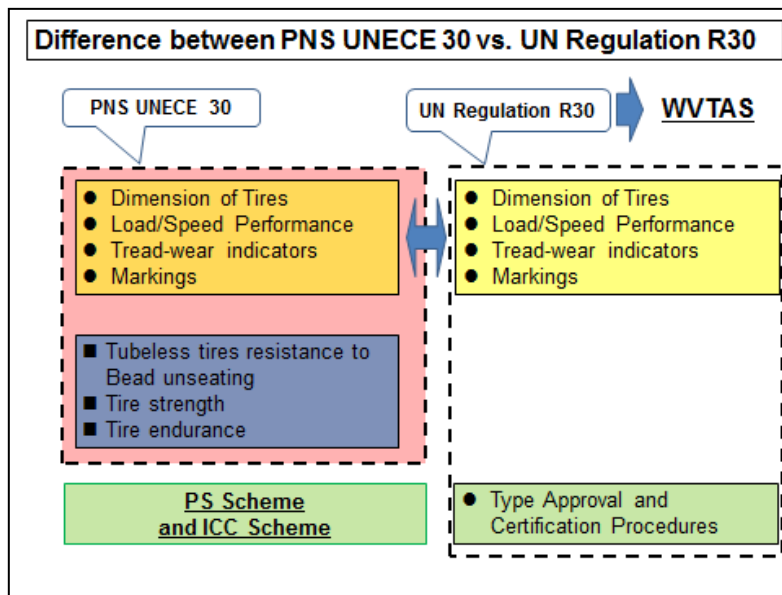 Difference between PNS UNECE 30 vs. UN Regulation R30
PNS UNECE 30
UN Regulation R30
WVTAS
● Dimension of Tires
● Load/Speed Performance
● Tread-wear indicators
● Markings
● Dimension of Tires
● Load/Speed Performance
● Tread-wear indicators
● Markings
■ Tubeless tires resistance to
Bead unseating
■ Tire strength
■ Tire endurance
PS Scheme
and ICC Scheme
● Type Approval and
Certification Procedures